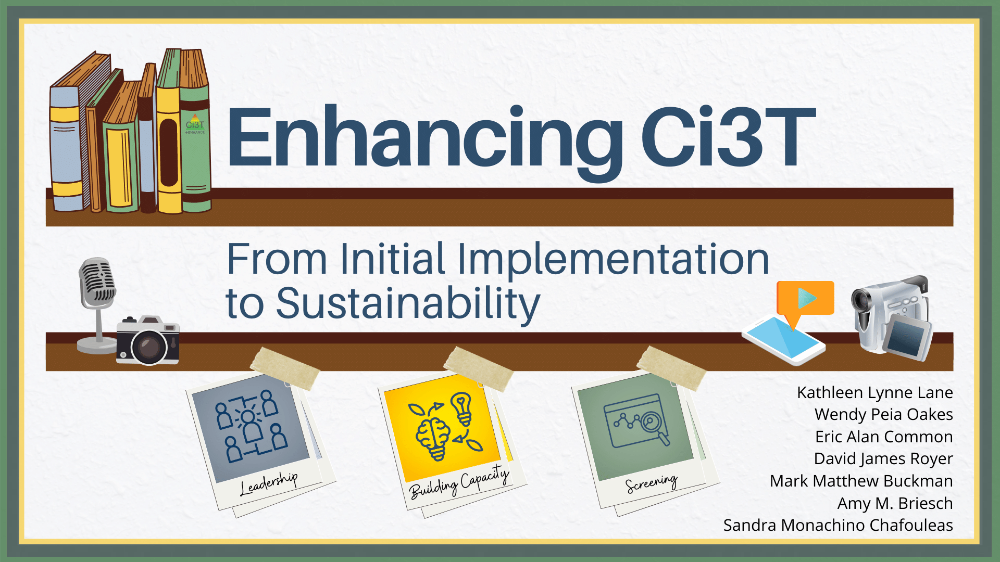 Ci3T
+ENHANCE
Enhancing Ci3T
From Initial Implementation
to Sustainability
Leadership
Building Capacity
Screening
Kathleen Lynne Lane
Wendy Peia Oakes
Eric Alan Common
David James Royer
Mark Matthew Buckman
Amy M. Briesch
Sandra Monachino Chafouleas